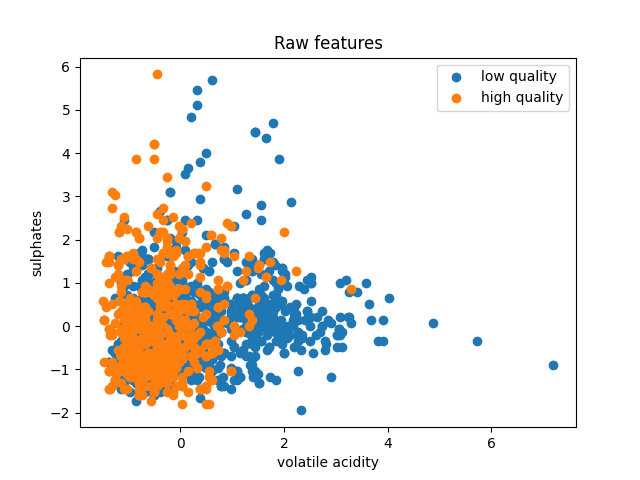 Raw features
low quality
high quality
sulphates
6
5
4
3
2
1
0
−1
−2
0
2
4
6
volatile acidity